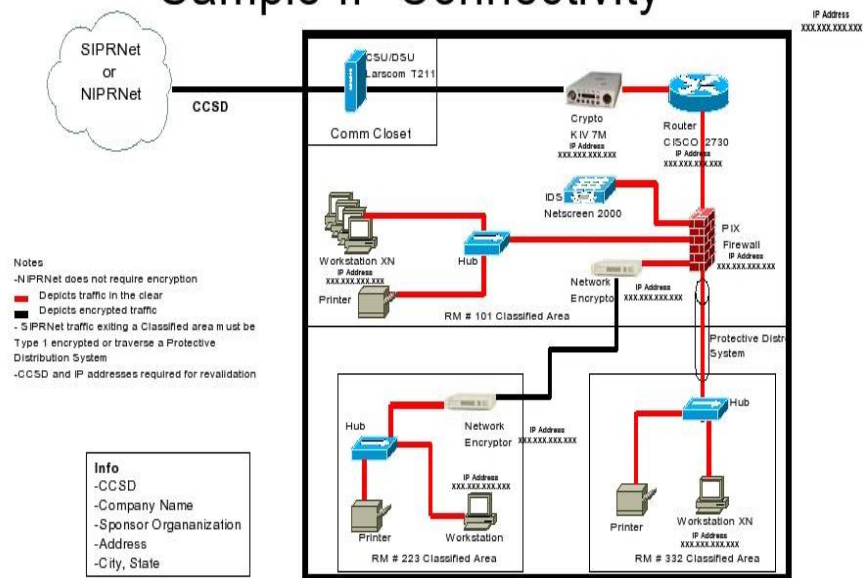 Connectivity
IP Address
XXX.XXX.XXX.XXX
SIPRNet
or
NIPRNet
CCSD
CSU/DSU
Larscom T211
Comm Closet
Crypto
KIV 7M
IP Address
XXX.XXX.XXX.XXX
Router
CISCO 2730
IP Address
XXX.XXX.XXX.XXX
IDS
Netscreen 2000
PIX
Firewall
IP Address
XXX.XXX.XXX.XXX
Workstation XN
IP Address
XXX.XXX.XXX.XXX
Hub
Printer
Network
Encryptor
IP Address
XXX.XXX.XXX.XXX
RM # 101 Classified Area
Notes
-NIPRNet does not require encryption
Depicts traffic in the clear
Depicts encrypted traffic
- SIPRNet traffic exiting a Classified area must be
Type 1 encrypted or traverse a Protective
Distribution System
-CCSD and IP addresses required for revalidation
Protective Distr
System
Hub
Network
Encryptor
IP Address
XXX.XXX.XXX.XXX
IP Address
XXX.XXX.XXX.XXX
Printer
Workstation
RM # 223 Classified Area
Hub
Printer
Workstation XN
IP Address
XXX.XXX.XXX.XXX
RM # 332 Classified Area
Info
-CCSD
-Company Name
-Sponsor Organanization
-Address
-City, State